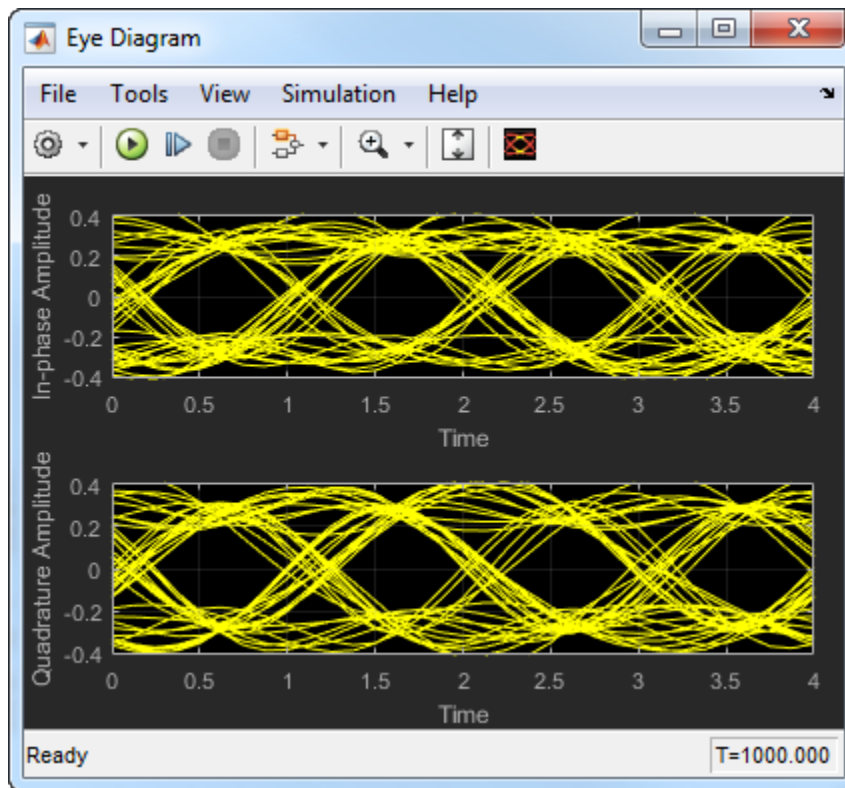 Eye Diagram
File Tools View Simulation Help
In-phase Amplitude
0.4
0.2
0
-0.2
-0.4
0 0.5 1 1.5 2 2.5 3 3.5 4
Time
Quadrature Amplitude
0.4
0.2
0
-0.2
-0.4
0 0.5 1 1.5 2 2.5 3 3.5 4
Time
Ready T=1000.000